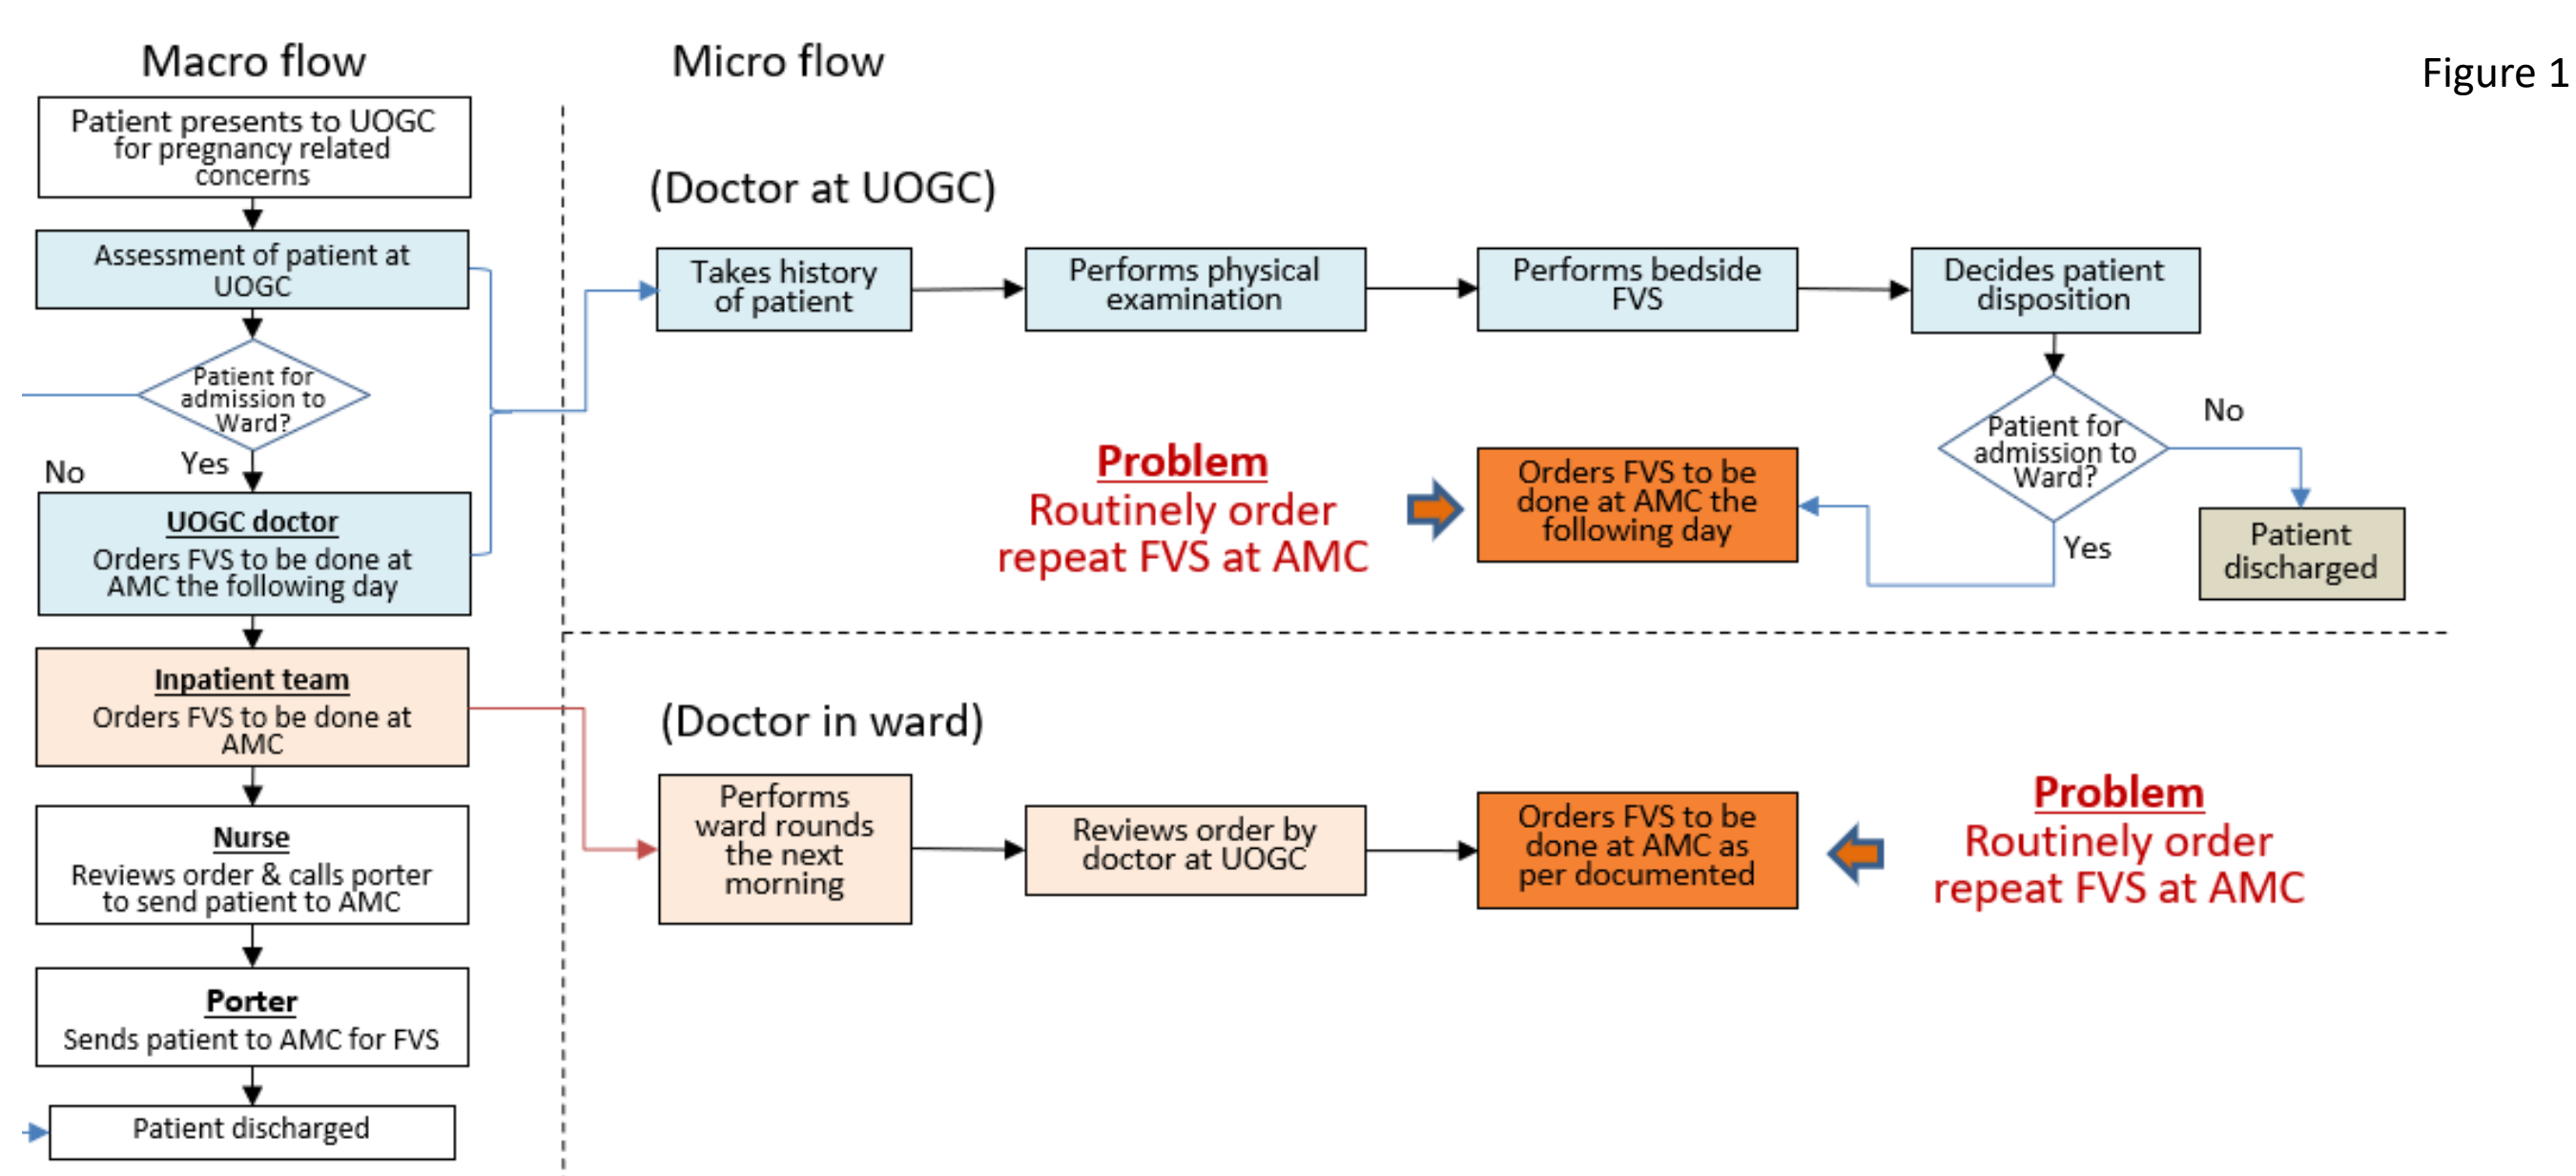 Macro flow
Patient presents to UOGC
for pregnancy related
concerns
Assessment of patient at
UOGC
Patient for
admission to
Ward?
No
Yes
UOGC doctor
Orders FVS to be done at
AMC the following day
Inpatient team
Orders FVS to be done at
AMC
Nurse
Reviews order & calls porter
to send patient to AMC
Porter
Sends patient to AMC for FVS
Patient discharged
Micro flow
Figure 1
(Doctor at UOGC)
Takes history
of patient
Performs physical
examination
Performs bedside
FVS
Decides patient
disposition
Patient for
admission to
Ward?
No
Patient
discharged
Yes
Orders FVS to be
done at AMC the
following day
Problem
Routinely order
repeat FVS at AMC
(Doctor in ward)
Performs
ward rounds
the next
morning
Reviews order by
doctor at UOGC
Orders FVS to be
done at AMC as
per documented
Problem
Routinely order
repeat FVS at AMC